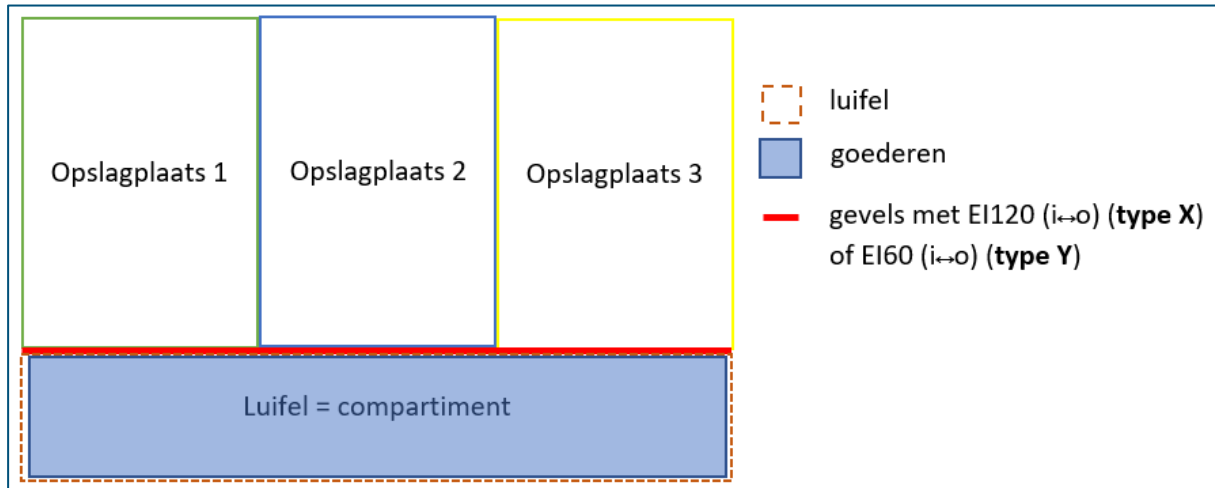 Opslagplaats 1
Opslagplaats 2
Opslagplaats 3
Luifel = compartiment
luifel
goederen
gevels met EI120 (i↔o) (type X)
of EI60 (i↔o) (type Y)